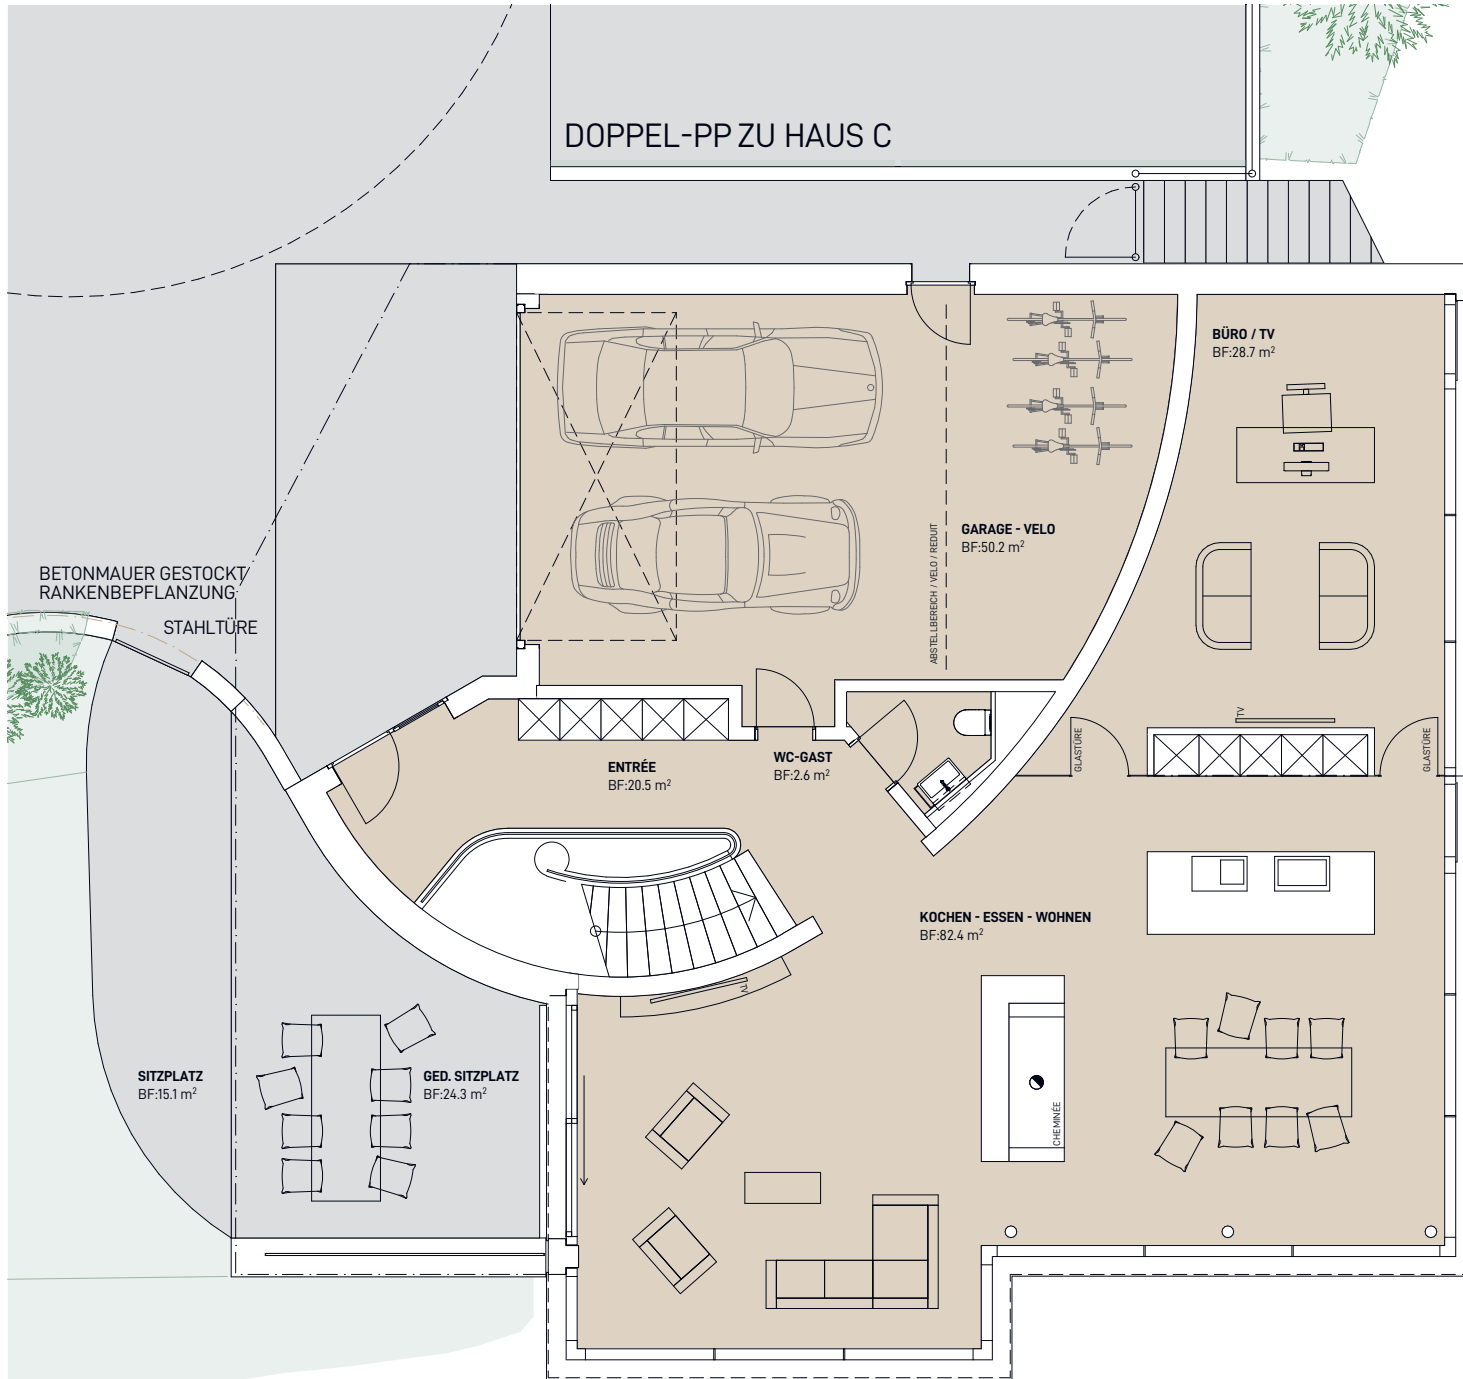 DOPPEL-PP ZU HAUS C
BÜRO / TV
BF:28.7 m²
GARAGE - VELO
BF:50.2 m²
ABSTELLBEREICH / VELO / REDUIT
BETONMAUER GESTOCKT
RANKENBEPFLANZUNG
STAHLTÜRE
TV
GLASTÜRE
GLASTÜRE
ENTRÉE
BF:20.5 m²
WC-GAST
BF:2.6 m²
KOCHEN - ESSEN - WOHNEN
BF:82.4 m²
TV
SITZPLATZ
BF:15.1 m²
GED. SITZPLATZ
BF:24.3 m²
CHEMINÉE